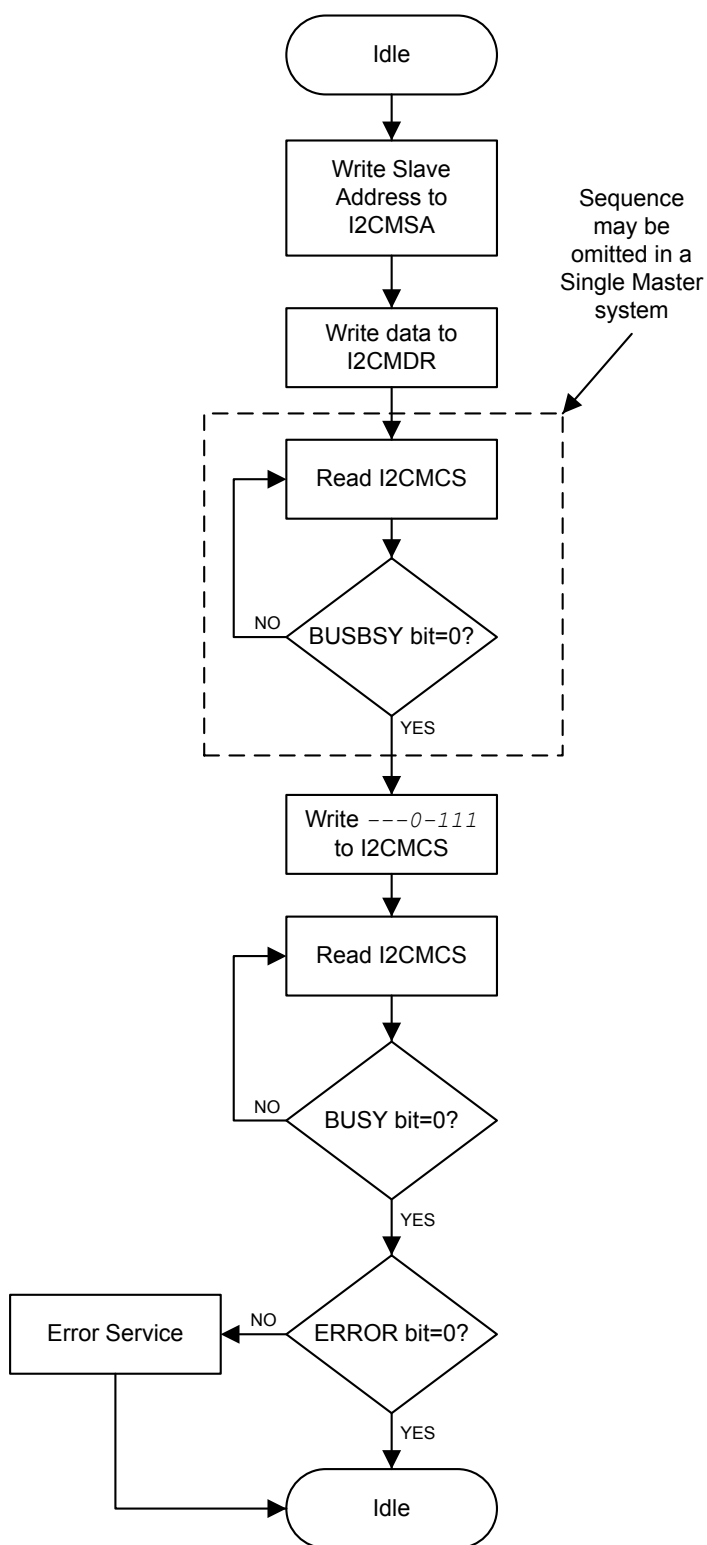 Idle
Write Slave
Address to
I2CMSA
Sequence
may be
omitted in a
Single Master
system
Write data to
I2CMDR
Read I2CMCS
NO
BUSBSY bit=0?
YES
Write ---0-111
to I2CMCS
Read I2CMCS
NO
BUSY bit=0?
YES
Error Service
NO
ERROR bit=0?
YES
Idle